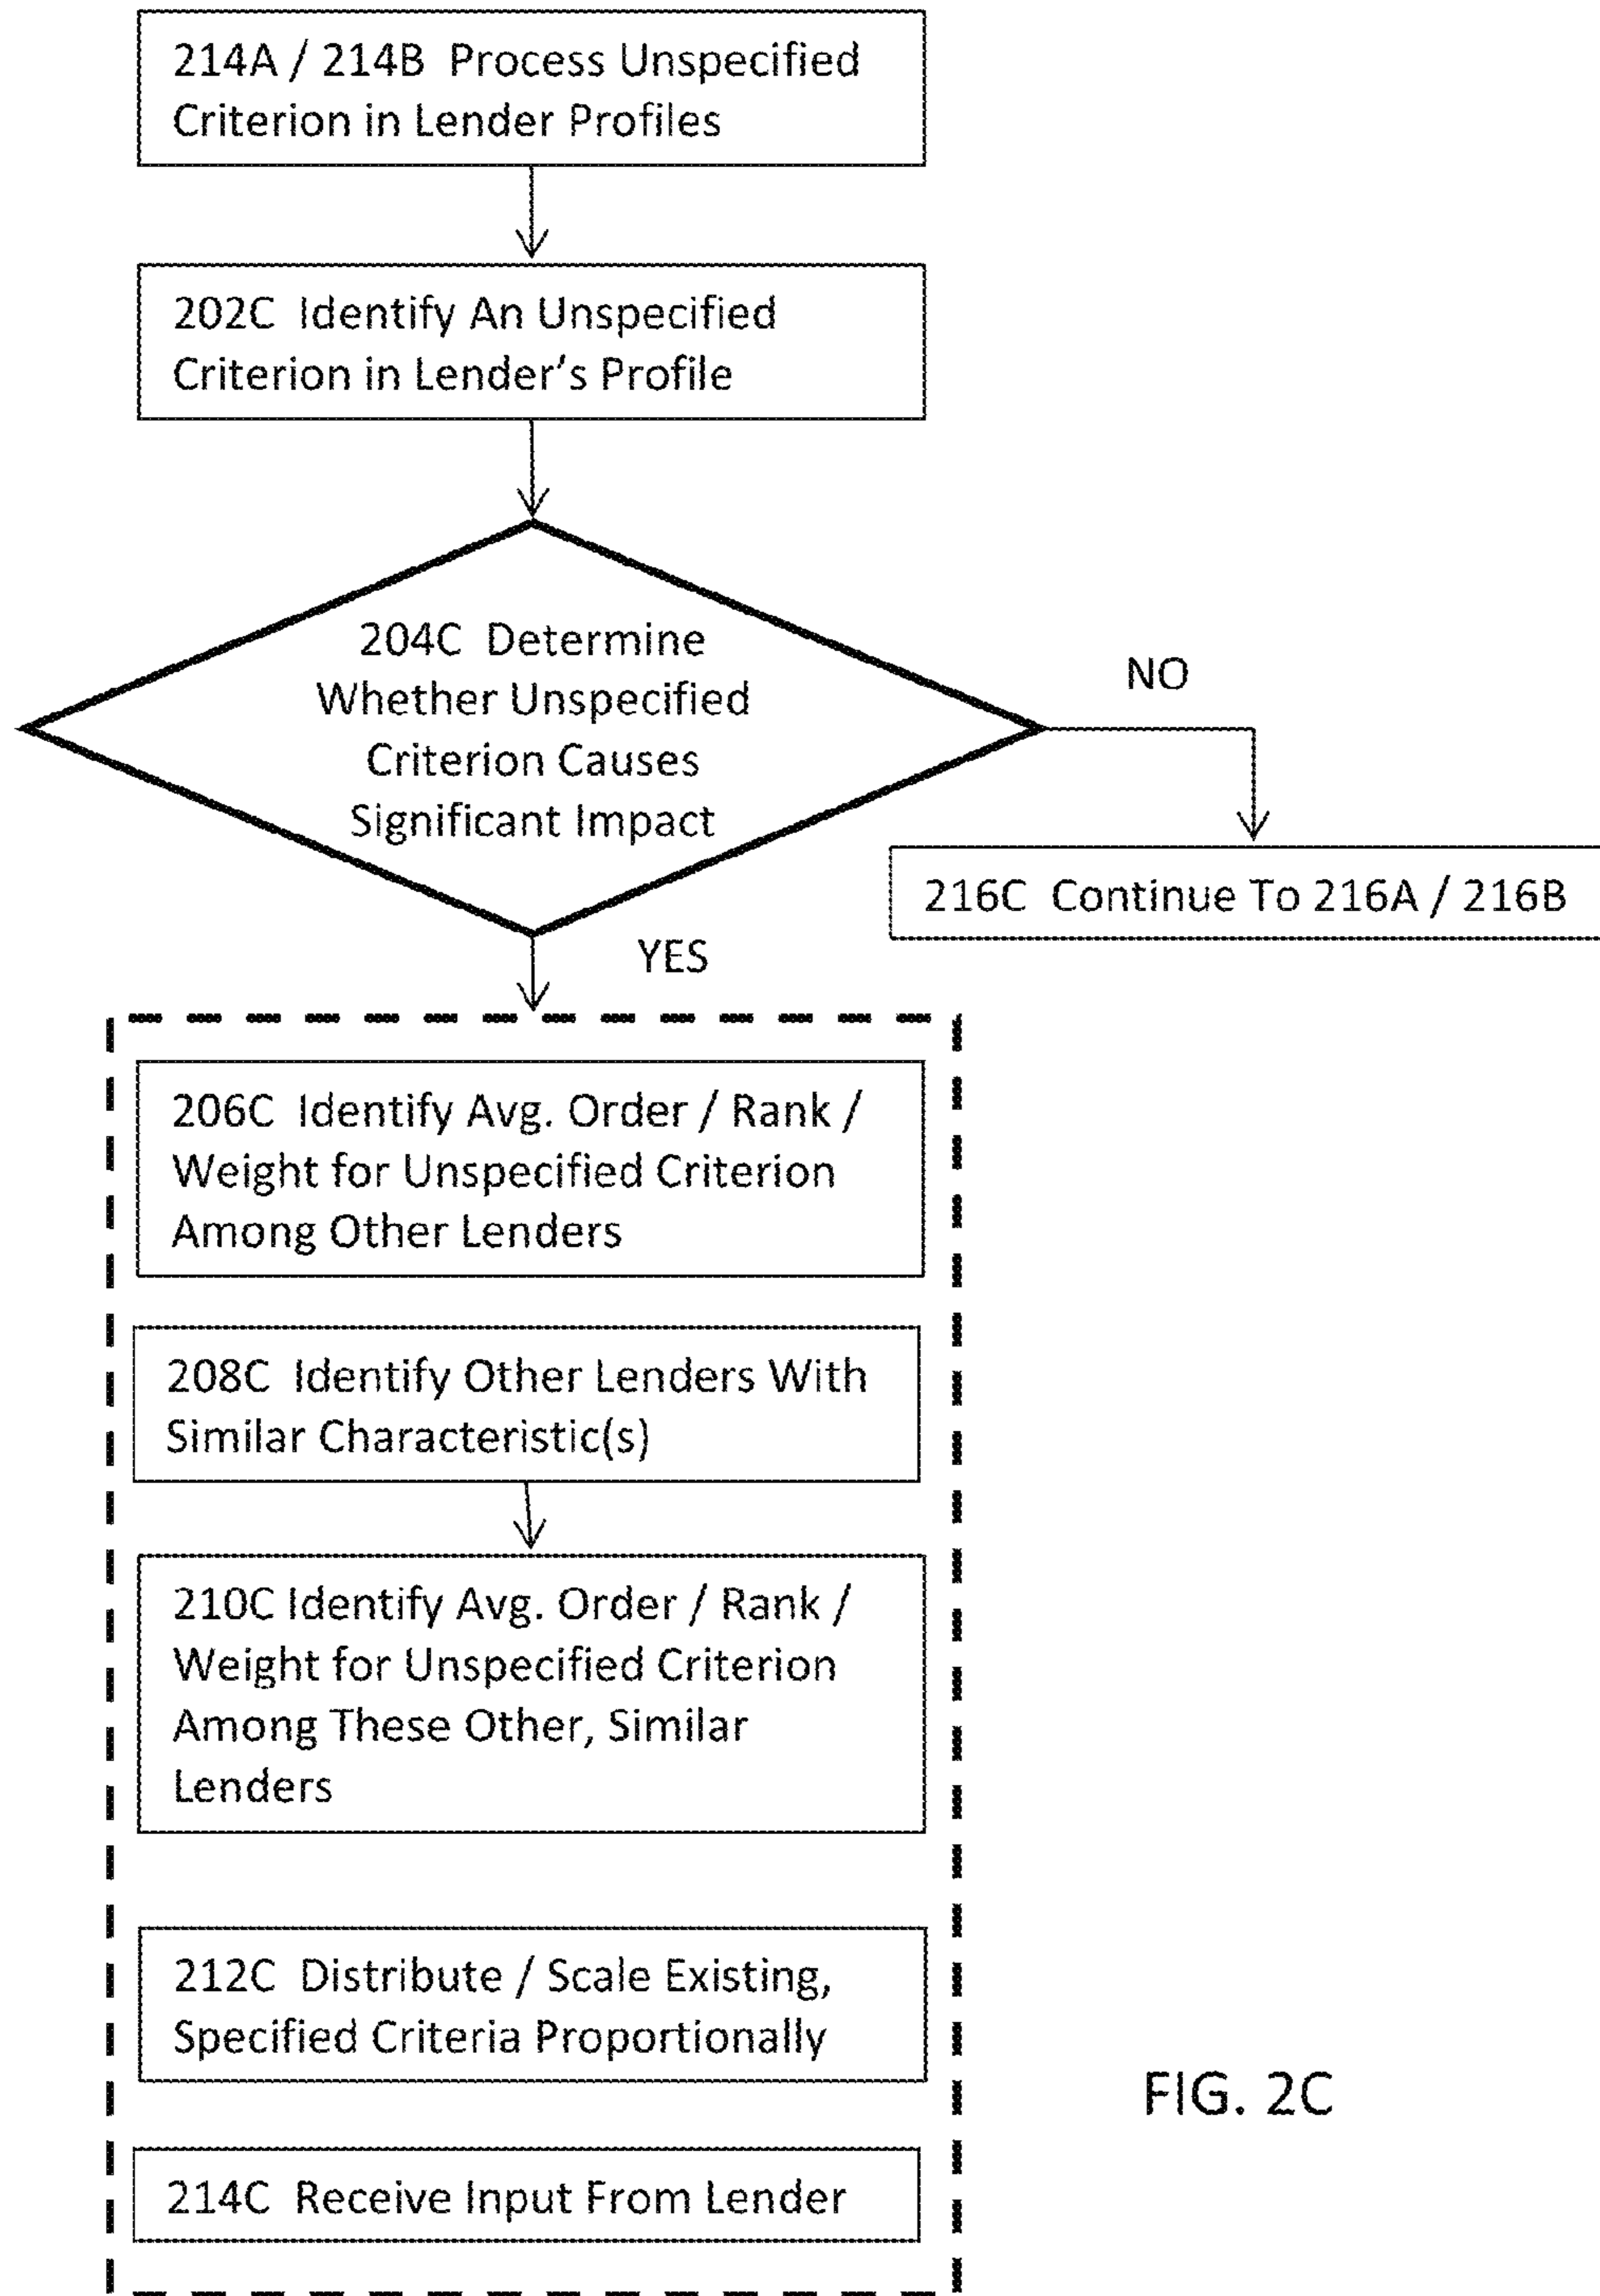 214A / 214B  Process Unspecified
Criterion in Lender Profiles
202C  Identify An Unspecified
Criterion in Lender's Profile
204C  Determine
Whether Unspecified
Criterion Causes
Significant Impact
NO
216C  Continue To 216A / 216B
YES
206C  Identify Avg. Order / Rank /
Weight for Unspecified Criterion
Among Other Lenders
208C  Identify Other Lenders With
Similar Characteristic(s)
210C Identify Avg. Order / Rank /
Weight for Unspecified Criterion
Among These Other, Similar
Lenders
212C  Distribute / Scale Existing,
Specified Criteria Proportionally
214C  Receive Input From Lender
FIG. 2C